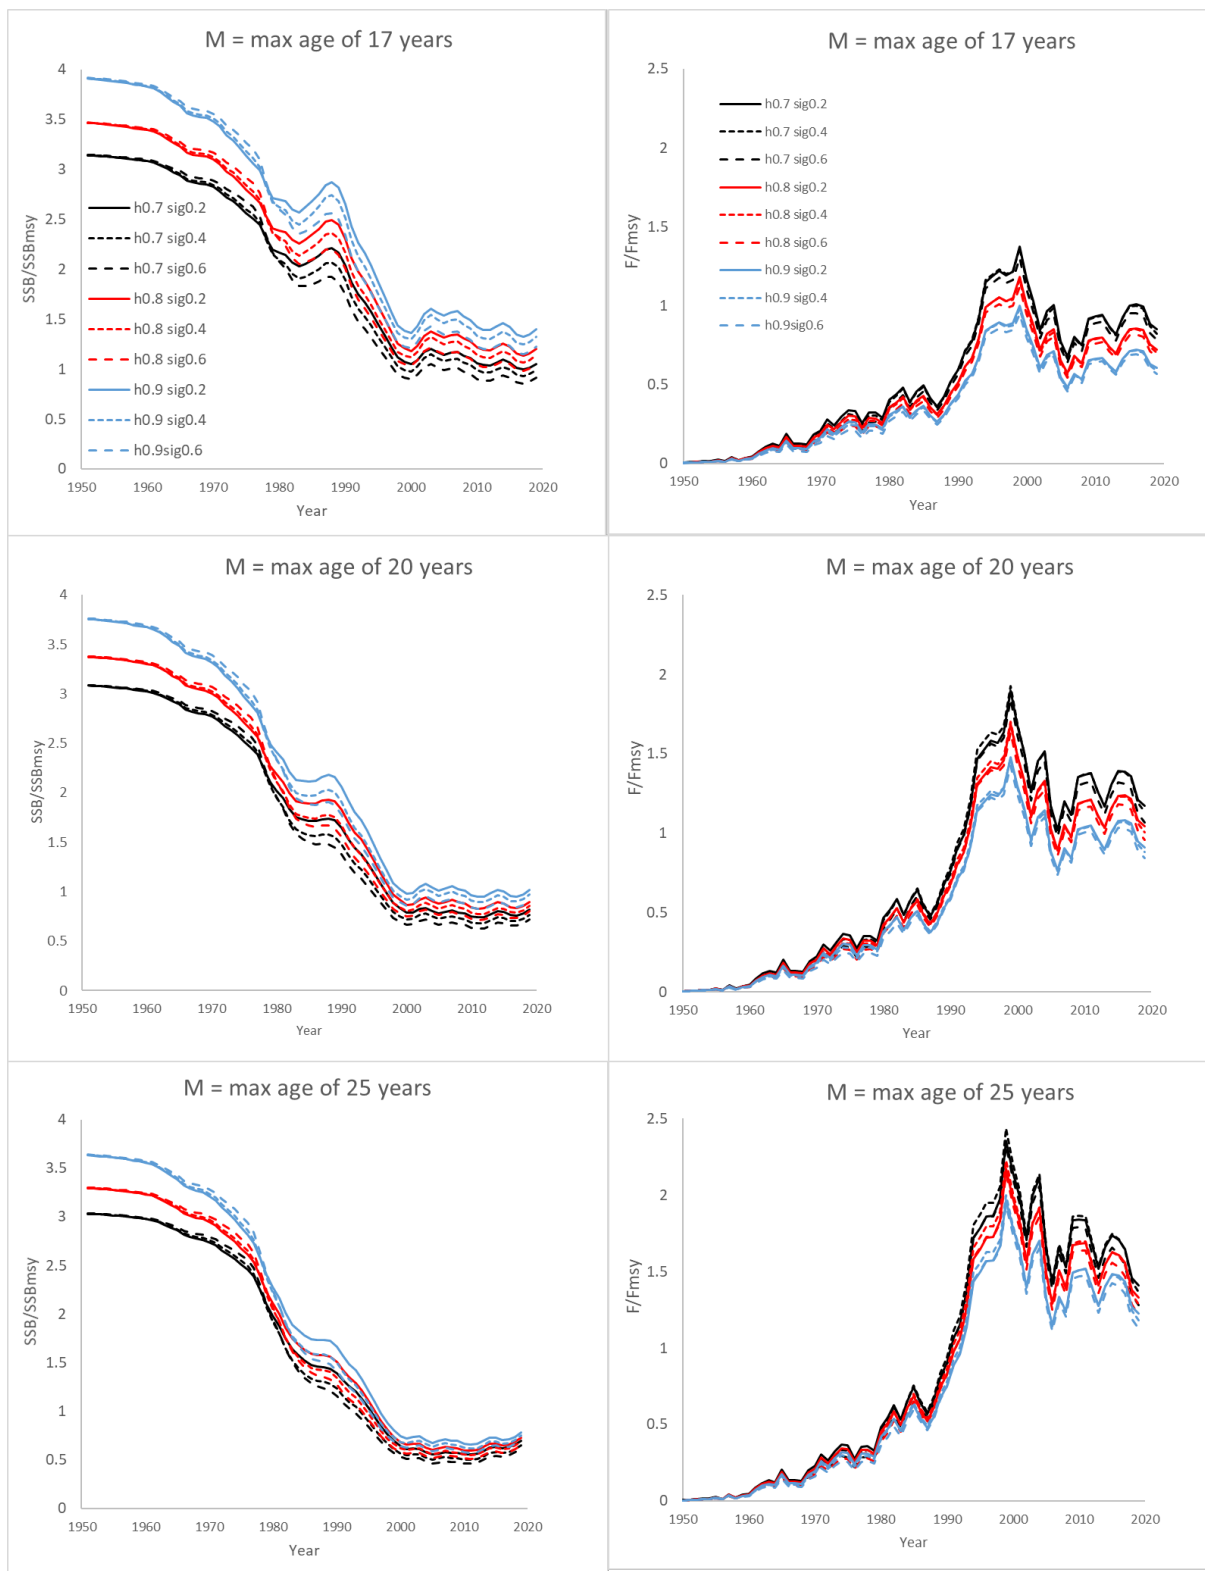 M = max age of 17 years
4
3.5
3
2.5
2
1.5
1
0.5
0
SSB/SSBmsy
h0.7 sig0.2
h0.7 sig0.4
h0.7 sig0.6
h0.8 sig0.2
h0.8 sig0.4
h0.8 sig0.6
h0.9 sig0.2
h0.9 sig0.4
h0.9sig0.6
1950 1960 1970 1980 1990 2000 2010 2020
Year
M = max age of 17 years
2.5
2
1.5
1
0.5
0
F/Fmsy
h0.7 sig0.2
h0.7 sig0.4
h0.7 sig0.6
h0.8 sig0.2
h0.8 sig0.4
h0.8 sig0.6
h0.9 sig0.2
h0.9 sig0.4
h0.9sig0.6
1950 1960 1970 1980 1990 2000 2010 2020
Year
M = max age of 20 years
4
3.5
3
2.5
2
1.5
1
0.5
0
SSB/SSBmsy
1950 1960 1970 1980 1990 2000 2010 2020
Year
M = max age of 20 years
2.5
2
1.5
1
0.5
0
F/Fmsy
1950 1960 1970 1980 1990 2000 2010 2020
Year
M = max age of 25 years
4
3.5
3
2.5
2
1.5
1
0.5
0
SSB/SSBmsy
1950 1960 1970 1980 1990 2000 2010 2020
Year
M = max age of 25 years
2.5
2
1.5
1
0.5
0
F/Fmsy
1950 1960 1970 1980 1990 2000 2010 2020
Year